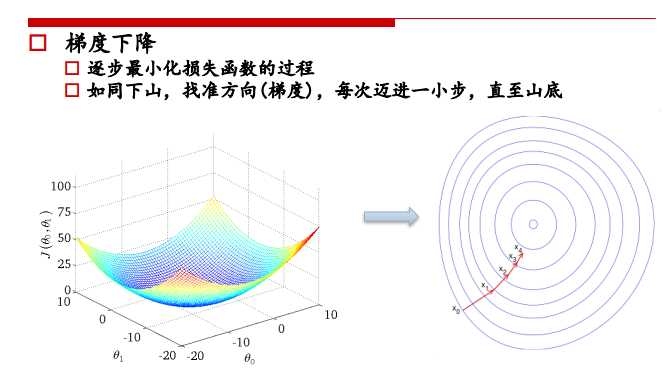 梯度下降
逐步最小化损失函数的过程
如同下山，找准方向(梯度)，每次迈进一小步，直至山底
100
75
50
25
0
J(θ0,θ1)
10
0
-10
-20
θ1
-20
-10
0
10
θ0
x4
x3
x2
x1
x0